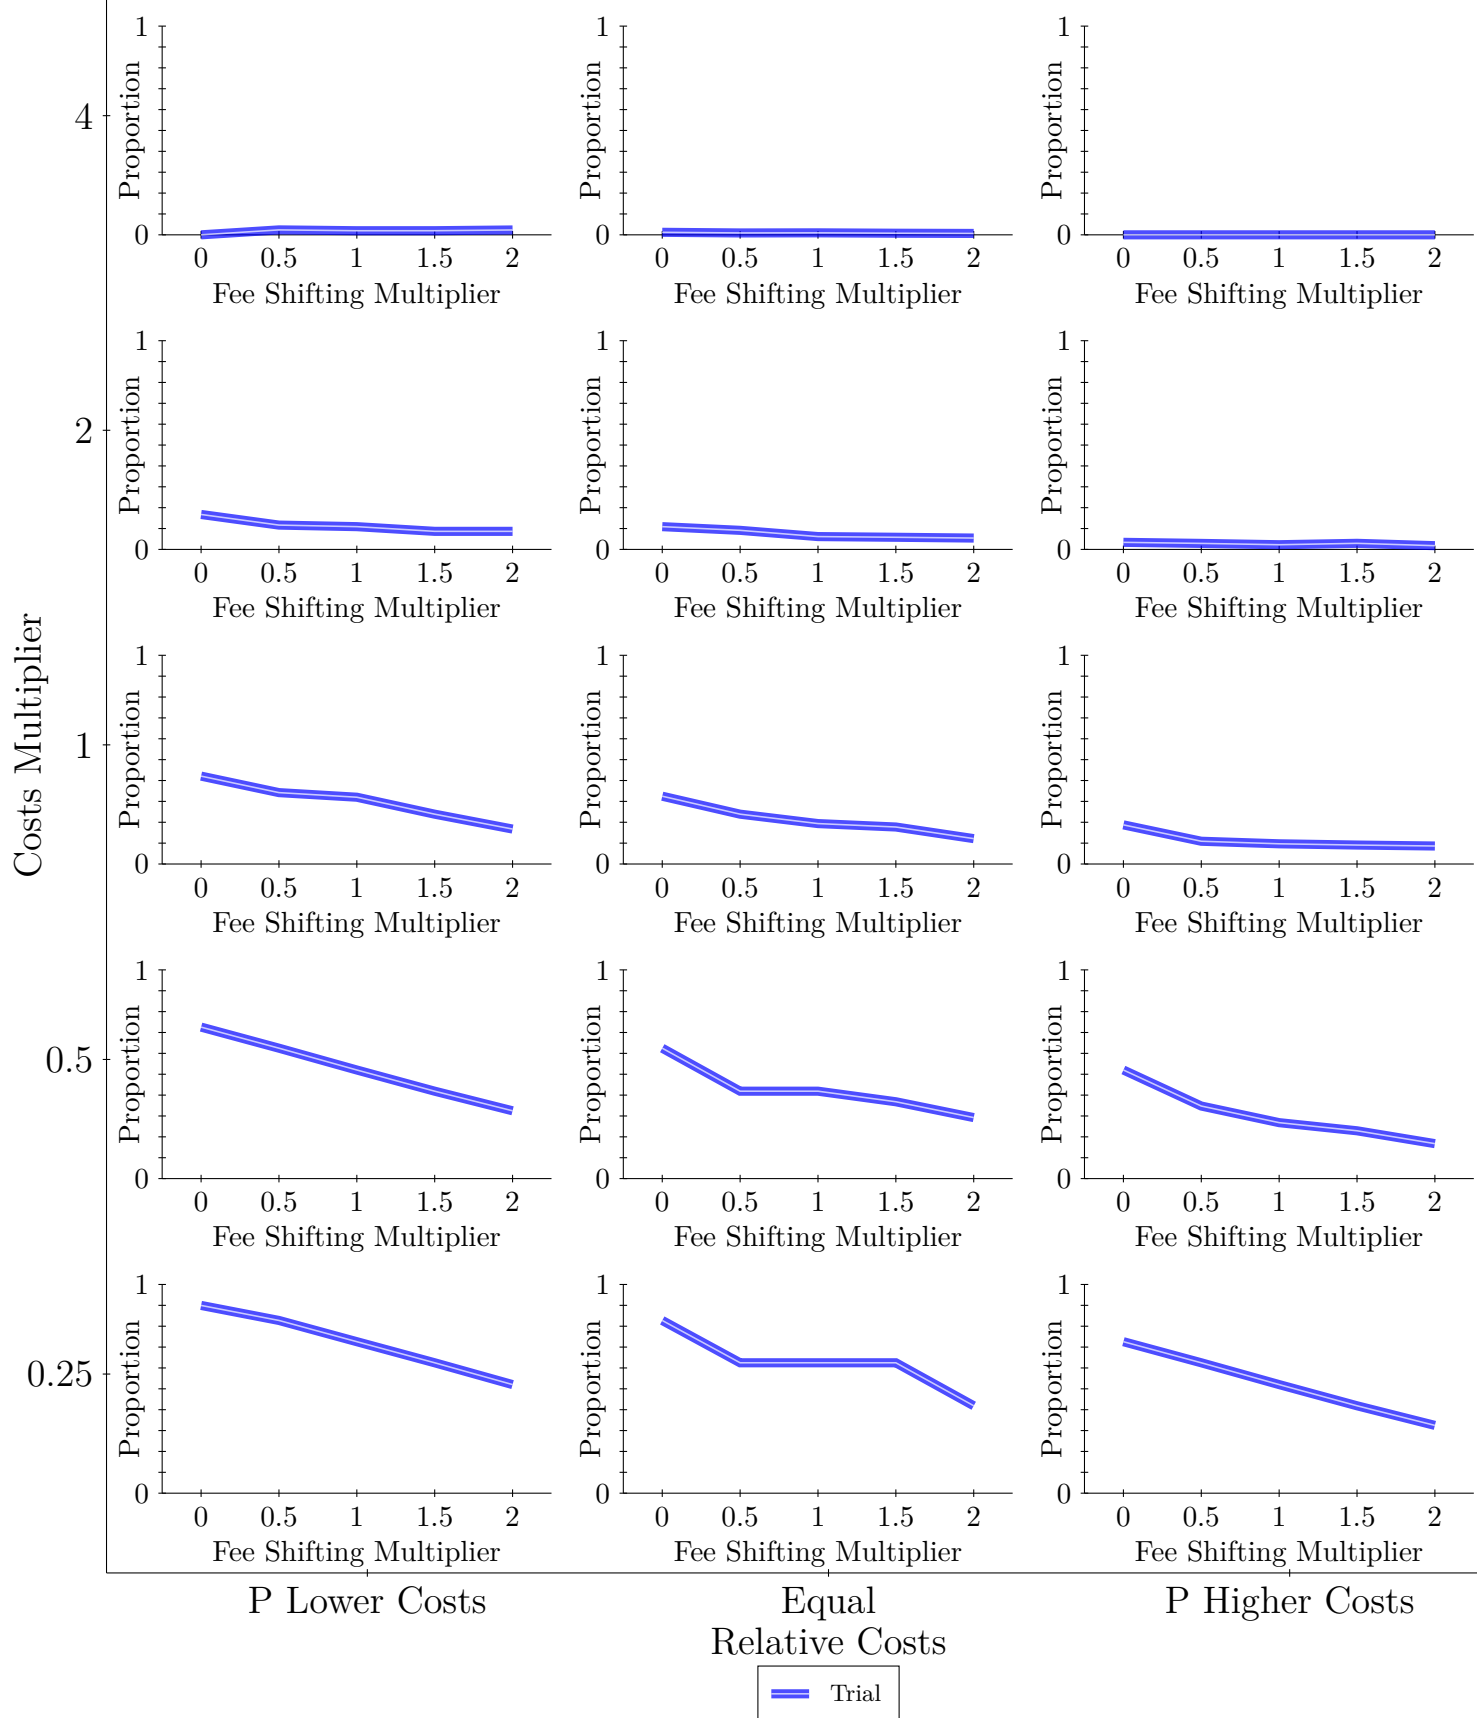 1
Proportion
0
0 0.5 1 1.5 2
Fee Shifting Multiplier
1
Proportion
0
0 0.5 1 1.5 2
Fee Shifting Multiplier
1
Proportion
0
0 0.5 1 1.5 2
Fee Shifting Multiplier
4
1
Proportion
0
0 0.5 1 1.5 2
Fee Shifting Multiplier
1
Proportion
0
0 0.5 1 1.5 2
Fee Shifting Multiplier
1
Proportion
0
0 0.5 1 1.5 2
Fee Shifting Multiplier
2
Costs Multiplier
1
Proportion
0
0 0.5 1 1.5 2
Fee Shifting Multiplier
1
Proportion
0
0 0.5 1 1.5 2
Fee Shifting Multiplier
1
Proportion
0
0 0.5 1 1.5 2
Fee Shifting Multiplier
1
1
Proportion
0
0 0.5 1 1.5 2
Fee Shifting Multiplier
1
Proportion
0
0 0.5 1 1.5 2
Fee Shifting Multiplier
1
Proportion
0
0 0.5 1 1.5 2
Fee Shifting Multiplier
0.5
1
Proportion
0
0 0.5 1 1.5 2
Fee Shifting Multiplier
1
Proportion
0
0 0.5 1 1.5 2
Fee Shifting Multiplier
1
Proportion
0
0 0.5 1 1.5 2
Fee Shifting Multiplier
0.25
P Lower Costs
Equal
P Higher Costs
Relative Costs
Trial